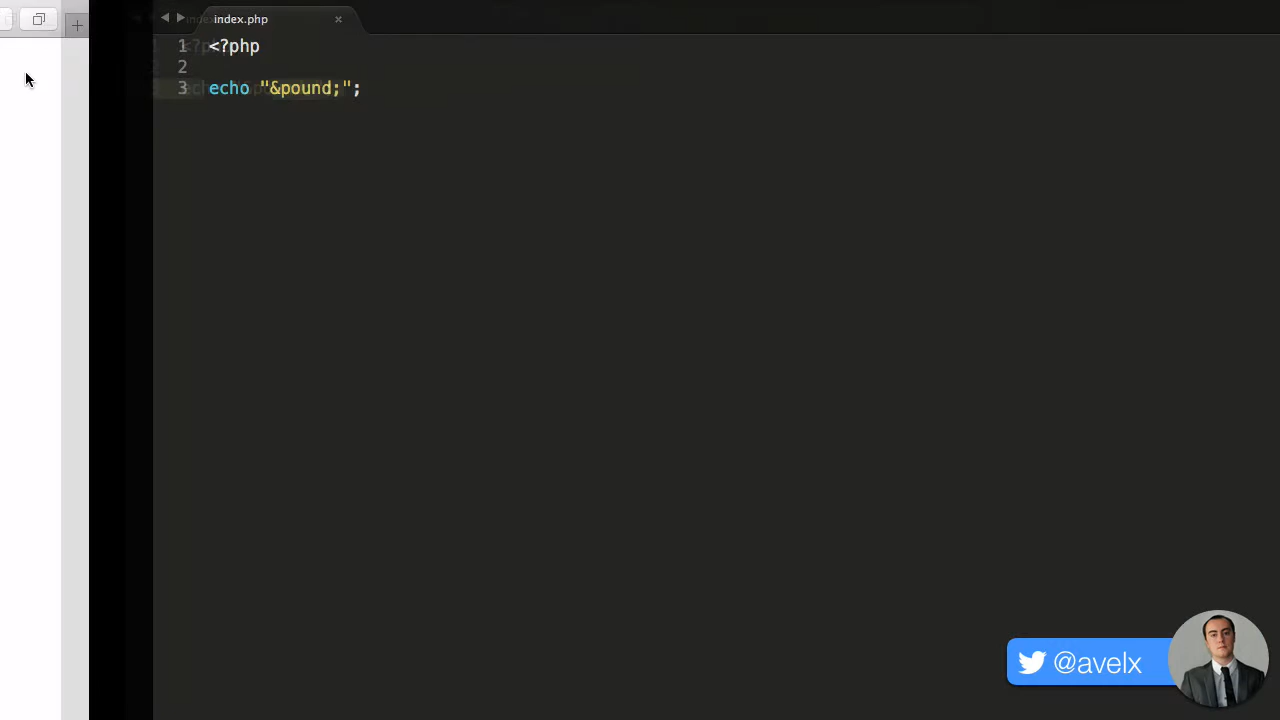 index.php
1 <?php
2
3 echo "&pound;";
@avelx